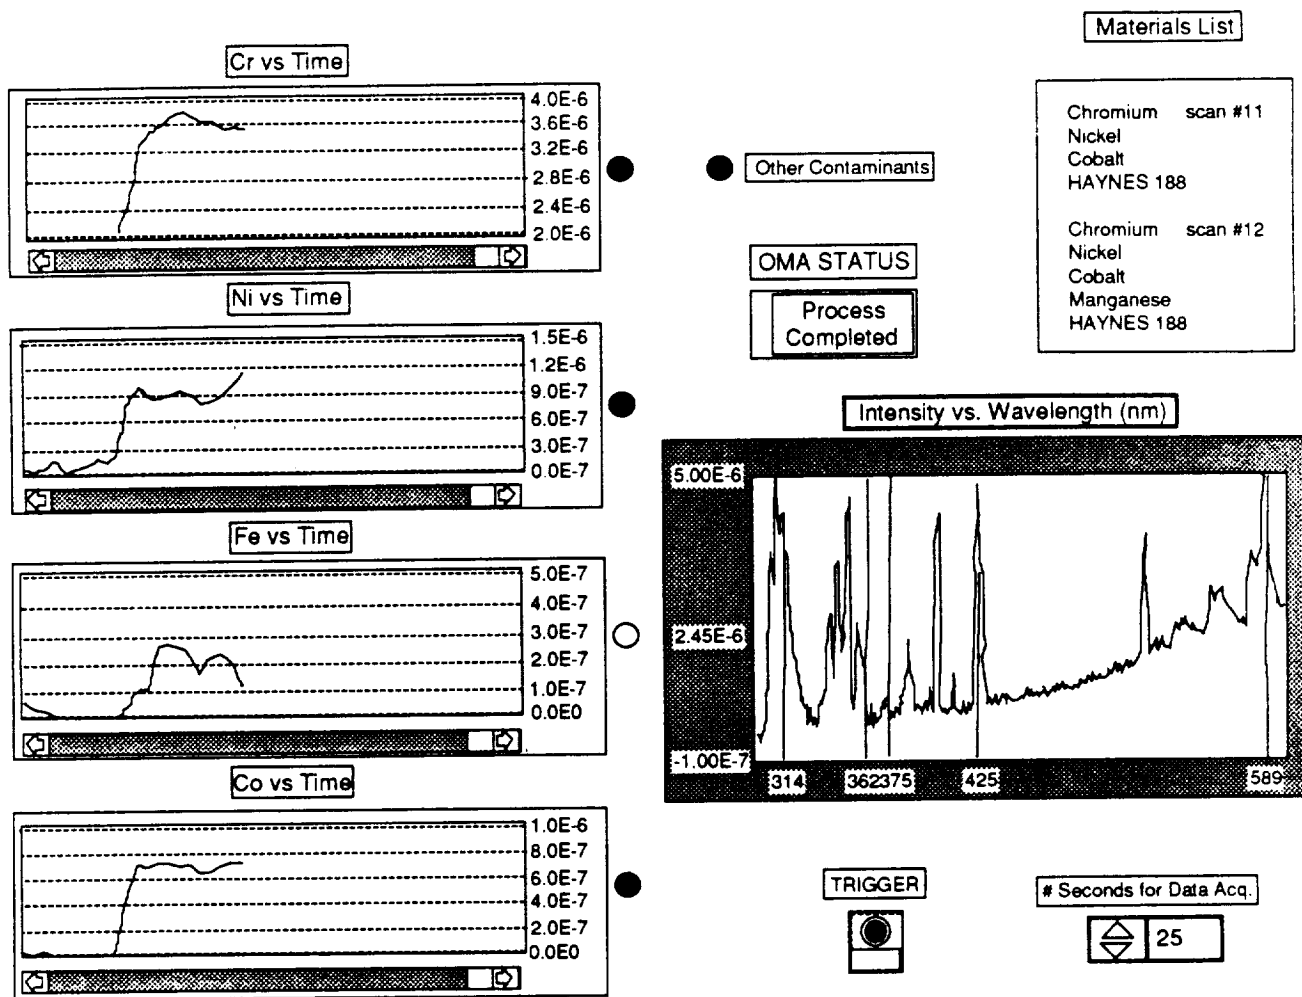 Materials List
Cr vs Time
4.0E-6
3.6E-6
3.2E-6
2.8E-6
2.4E-6
2.0E-6
Chromium scan #11
Nickel
Cobalt
HAYNES 188
Chromium scan #12
Nickel
Cobalt
Manganese
HAYNES 188
Other Contaminants
OMA STATUS
Process
Completed
Ni vs Time
1.5E-6
1.2E-6
9.0E-7
6.0E-7
3.0E-7
0.0E-7
Intensity vs. Wavelength (nm)
5.00E-6
2.45E-6
-1.00E-7
314 362 375 425 589
Fe vs Time
5.0E-7
4.0E-7
3.0E-7
2.0E-7
1.0E-7
0.0E0
Co vs Time
1.0E-6
8.0E-7
6.0E-7
4.0E-7
2.0E-7
0.0E0
TRIGGER
# Seconds for Data Acq.
25